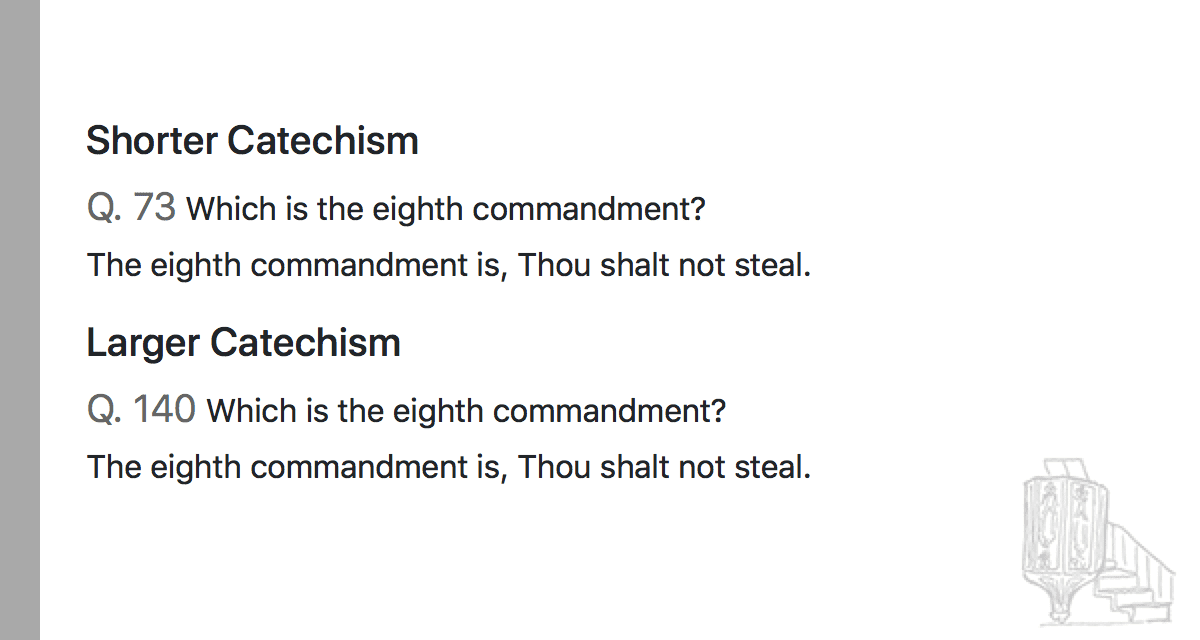 Shorter Catechism
Q. 73 Which is the eighth commandment?
The eighth commandment is, Thou shalt not steal.
Larger Catechism
Q. 140 Which is the eighth commandment?
The eighth commandment is, Thou shalt not steal.